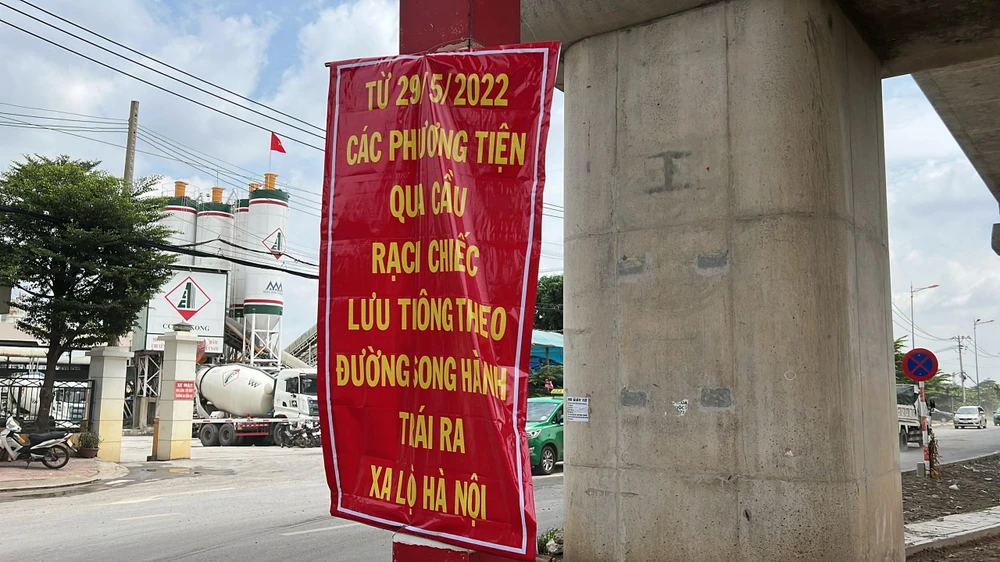 TỪ 29/5/2022
CÁC PHƯƠNG TIỆN
QUA CẦU
RẠCH CHIẾC
LƯU THÔNG THEO
ĐƯỜNG SONG HÀNH
TRÁI RA
XA LỘ HÀ NỘI